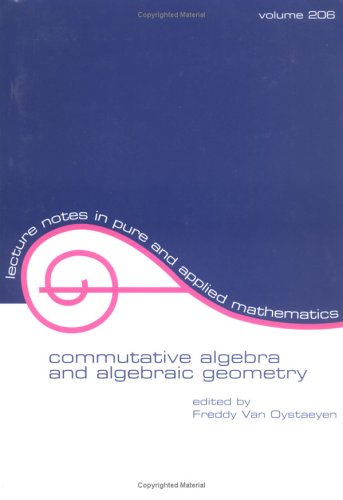 Copyrighted Material
volume 206
lecture notes in pure and applied mathematics
commutative algebra
and algebraic geometry
edited by
Freddy Van Oystaeyen
Copyrighted Material